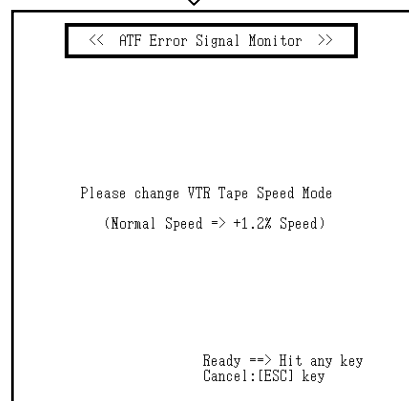 << ATF Error Signal Monitor >>
Please change VTR Tape Speed Mode
(Normal Speed => +1.2% Speed)
Ready ==> Hit any key
Cancel:[ESC] key